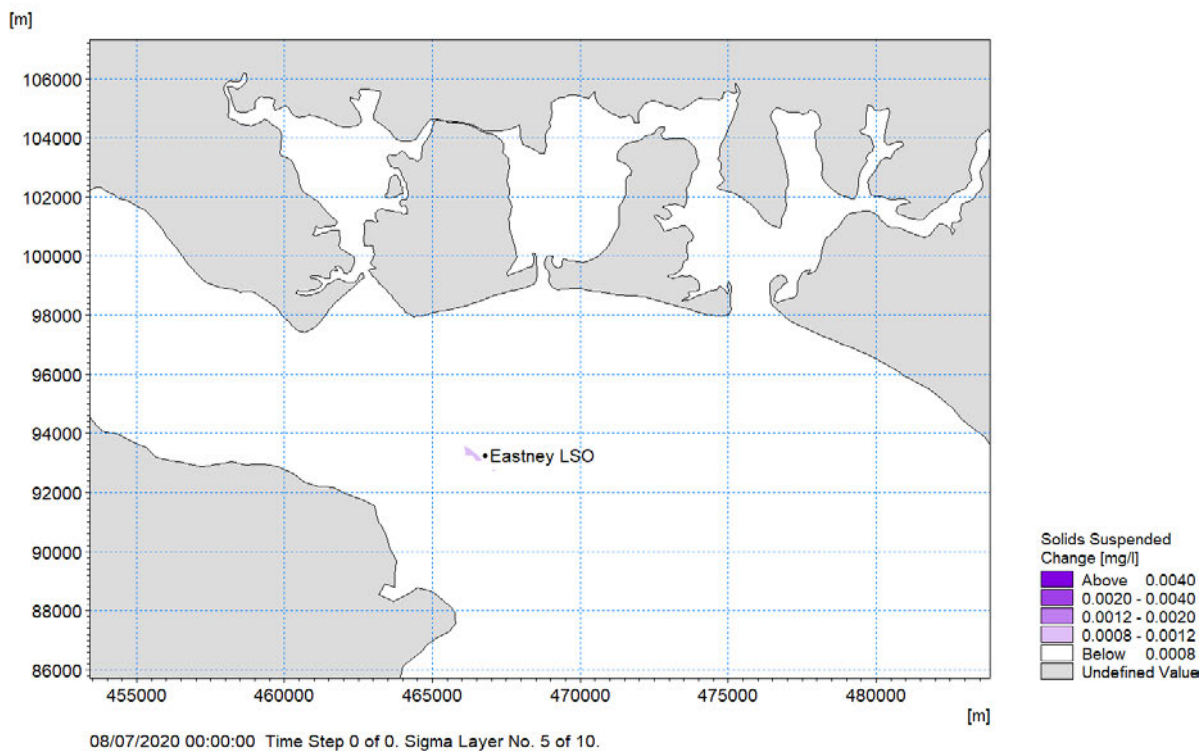 [m]
106000
104000
102000
100000
98000
96000
94000
92000
90000
88000
86000
Eastney LSO
455000 460000 465000 470000 475000 480000
[m]
Solids Suspended
Change [mg/l]
Above 0.0040
0.0020 - 0.0040
0.0012 - 0.0020
0.0008 - 0.0012
Below 0.0008
Undefined Value
08/07/2020 00:00:00 Time Step 0 of 0. Sigma Layer No. 5 of 10.